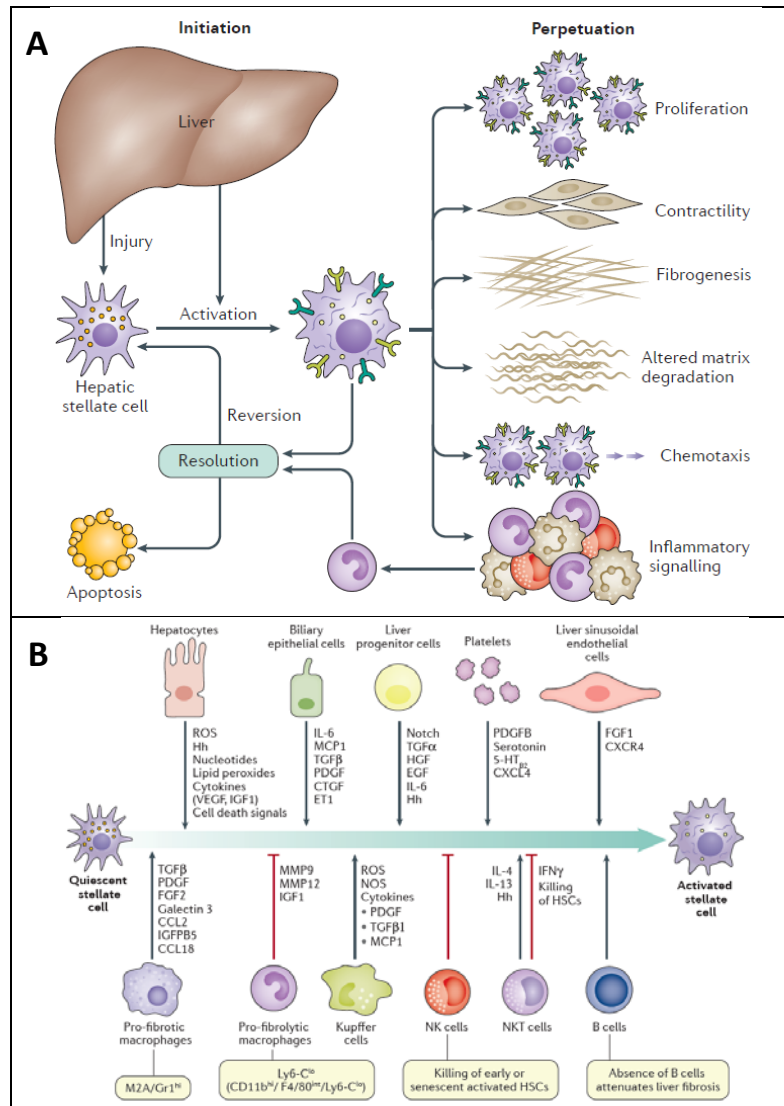 A
Initiation
Perpetuation
Liver
Proliferation
Injury
Contractility
Activation
Fibrogenesis
Hepatic
stellate cell
Altered matrix
degradation
Reversion
Resolution
Chemotaxis
Apoptosis
Inflammatory
signalling
B
Hepatocytes
Biliary
epithelial cells
Liver
progenitor cells
Platelets
Liver sinusoidal
endothelial
cells
ROS
Hh
Nucleotides
Lipid peroxides
Cytokines
(VEGF, IGF1)
Cell death signals
IL-6
MCP1
TGFβ
PDGF
CTGF
ET1
Notch
TGFα
HGF
EGF
IL-6
Hh
PDGFB
Serotonin
5-HT
CXCL4
FGF1
CXCR4
Quiescent
stellate
cell
Activated
stellate
cell
TGFβ
PDGF
FGF2
Galectin 3
CCL2
IGFPB5
CCL18
MMP9
MMP12
IGF1
ROS
NOS
Cytokines
• PDGF
• TGFβI
• MCP1
IL-4
IL-13
Hh
IFNγ
Killing
of HSCs
Pro-fibrotic
macrophages
Pro-fibrolytic
macrophages
Kupffer
cells
NK cells
NKT cells
B cells
M2A/Gr1hi
Ly6-Clo
(CD11bhi/ F4/80int/Ly6-Clo)
Killing of early or
senescent activated HSCs
Absence of B cells
attenuates liver fibrosis